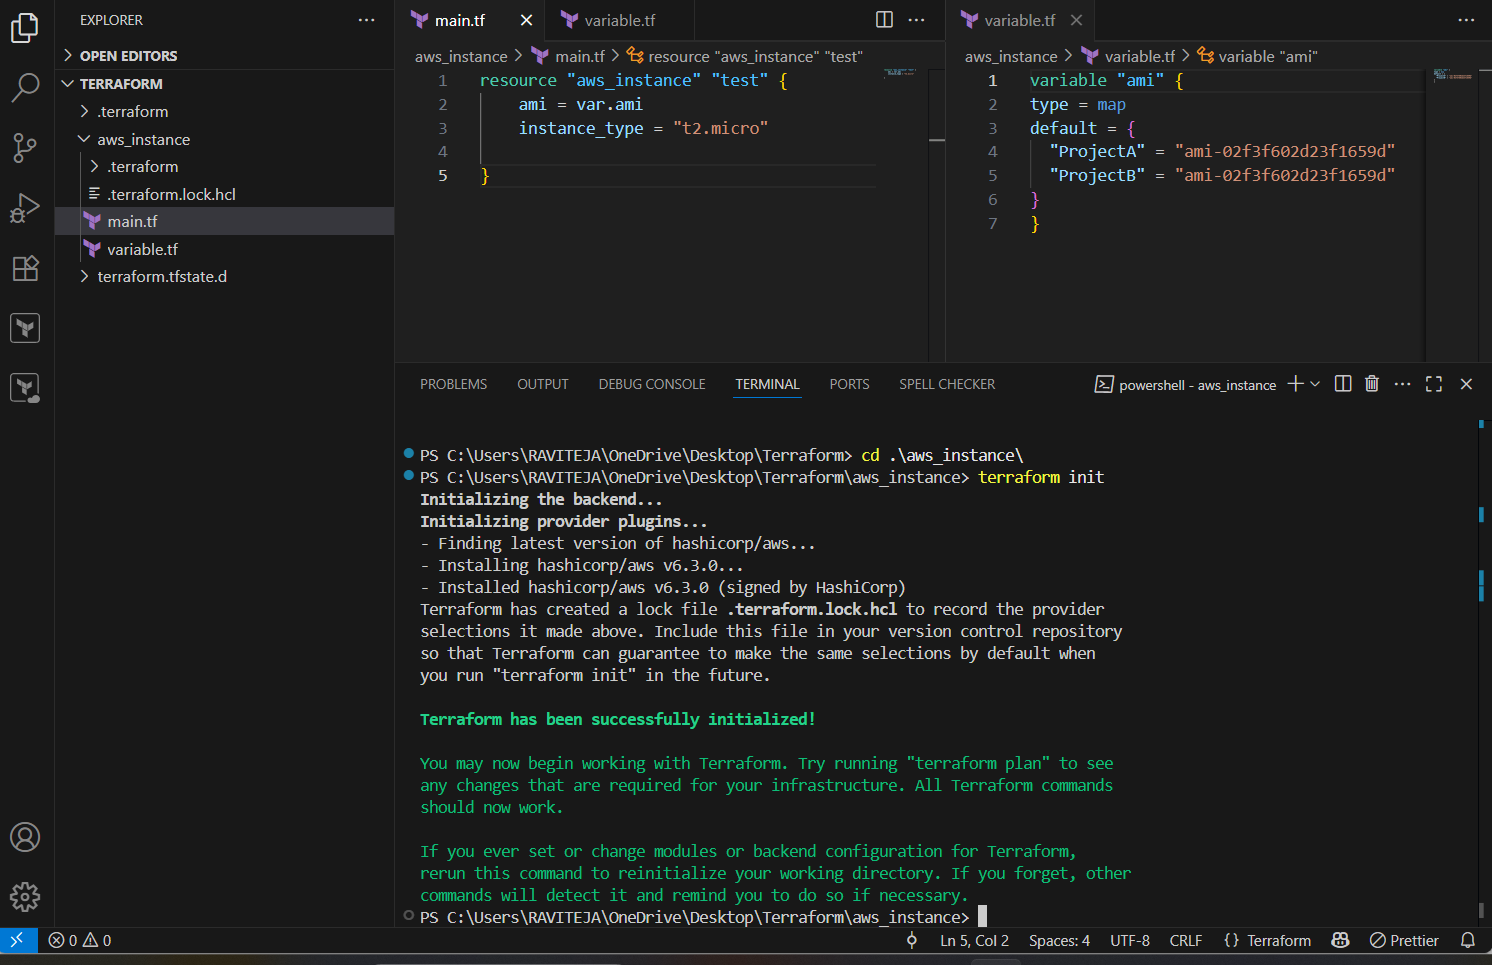 EXPLORER
OPEN EDITORS
TERRAFORM
.terraform
aws_instance
.terraform
.terraform.lock.hcl
main.tf
variable.tf
terraform.tfstate.d
main.tf
variable.tf
aws_instance > main.tf > resource "aws_instance" "test"
1 resource "aws_instance" "test" {
2 ami = var.ami
3 instance_type = "t2.micro"
4
5 }
variable.tf
aws_instance > variable.tf > variable "ami"
1 variable "ami" {
2 type = map
3 default = {
4 "ProjectA" = "ami-02f3f602d23f1659d"
5 "ProjectB" = "ami-02f3f602d23f1659d"
6 }
7 }
PROBLEMS OUTPUT DEBUG CONSOLE TERMINAL PORTS SPELL CHECKER powershell - aws_instance
PS C:\Users\RAVITEJA\OneDrive\Desktop\Terraform> cd .\aws_instance\
PS C:\Users\RAVITEJA\OneDrive\Desktop\Terraform\aws_instance> terraform init
Initializing the backend...
Initializing provider plugins...
- Finding latest version of hashicorp/aws...
- Installing hashicorp/aws v6.3.0...
- Installed hashicorp/aws v6.3.0 (signed by HashiCorp)
Terraform has created a lock file .terraform.lock.hcl to record the provider
selections it made above. Include this file in your version control repository
so that Terraform can guarantee to make the same selections by default when
you run "terraform init" in the future.
Terraform has been successfully initialized!
You may now begin working with Terraform. Try running "terraform plan" to see
any changes that are required for your infrastructure. All Terraform commands
should now work.
If you ever set or change modules or backend configuration for Terraform,
rerun this command to reinitialize your working directory. If you forget, other
commands will detect it and remind you to do so if necessary.
PS C:\Users\RAVITEJA\OneDrive\Desktop\Terraform\aws_instance>
0 0 Ln 5, Col 2 Spaces: 4 UTF-8 CRLF {} Terraform Prettier